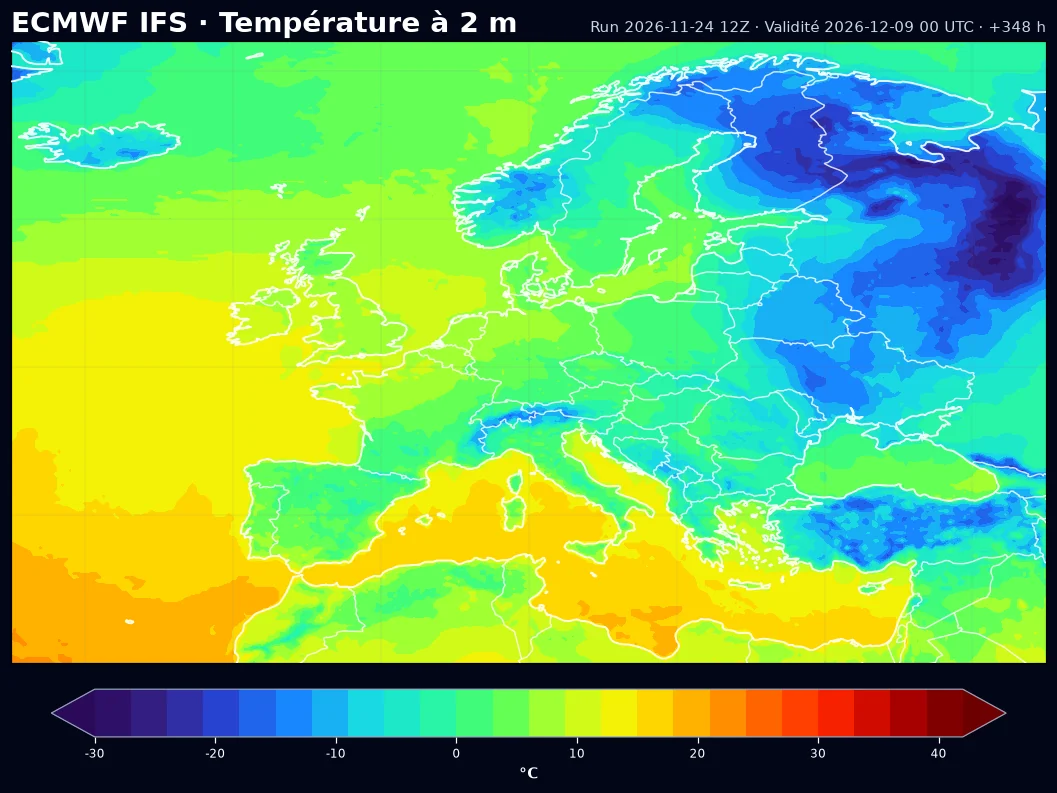 ECMWF IFS · Température à 2 m
Run 2026-11-24 12Z · Validité 2026-12-09 00 UTC · +348 h
-30 -20 -10 0 10 20 30 40
°C